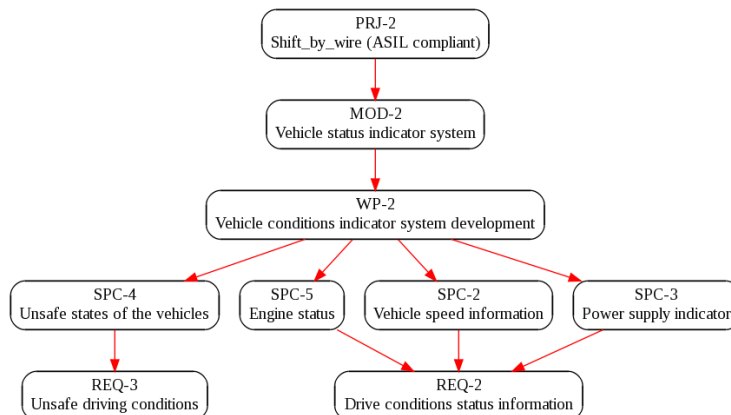 PRJ-2
Shift_by_wire (ASIL compliant)
MOD-2
Vehicle status indicator system
WP-2
Vehicle conditions indicator system development
SPC-4
Unsafe states of the vehicles
SPC-5
Engine status
SPC-2
Vehicle speed information
SPC-3
Power supply indicator
REQ-3
Unsafe driving conditions
REQ-2
Drive conditions status information